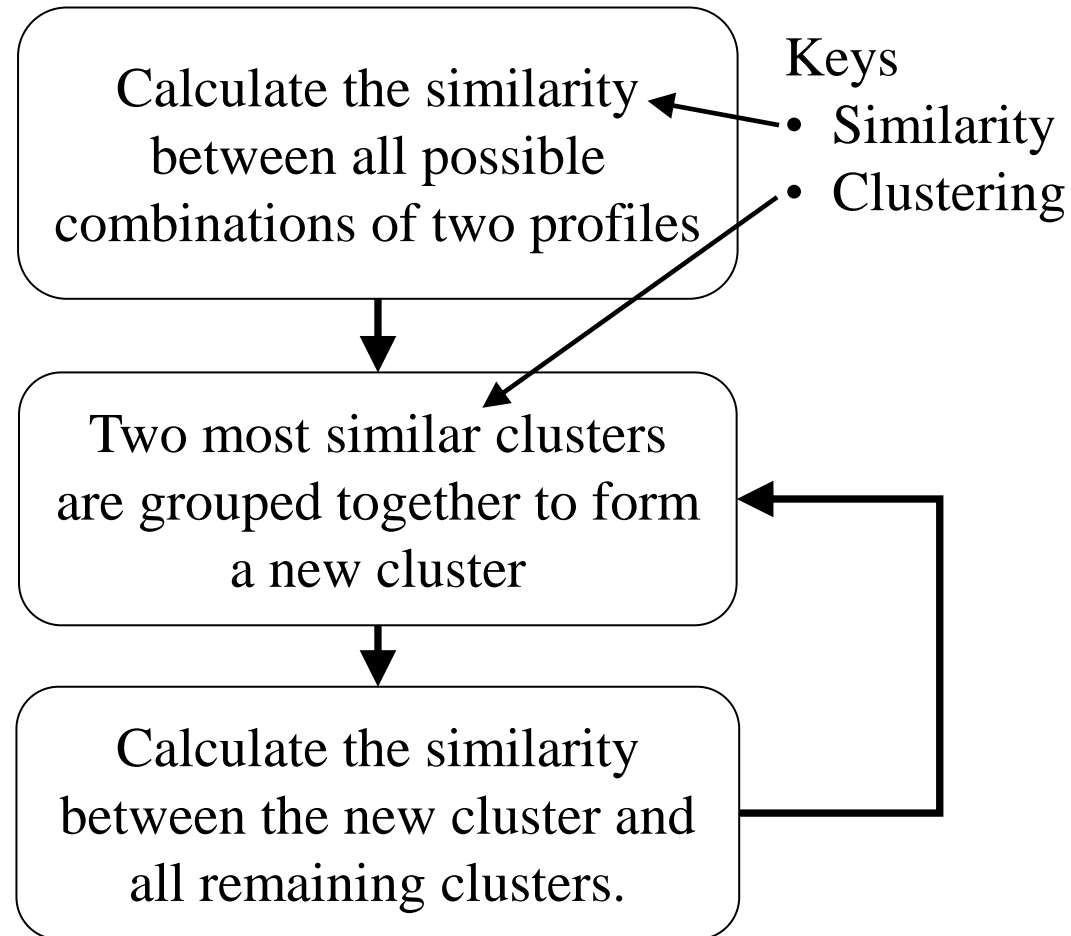 Calculate the similarity
between all possible
combinations of two profiles
Keys
• Similarity
• Clustering
Two most similar clusters
are grouped together to form
a new cluster
Calculate the similarity
between the new cluster and
all remaining clusters.